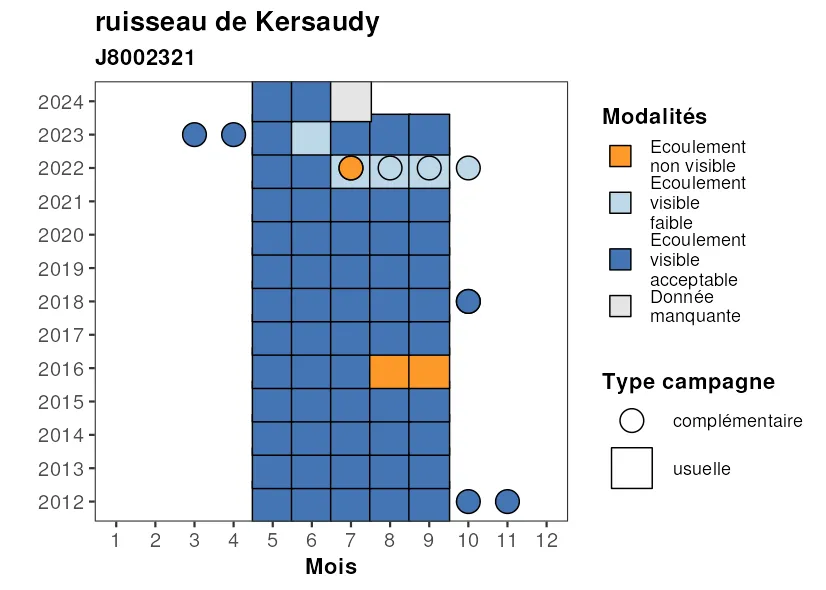 ruisseau de Kersaudy
J8002321
2024
2023
2022
2021
2020
2019
2018
2017
2016
2015
2014
2013
2012
1 2 3 4 5 6 7 8 9 10 11 12
Mois
Modalités
Ecoulement
non visible
Ecoulement
visible
faible
Ecoulement
visible
acceptable
Donnée
manquante
Type campagne
complémentaire
usuelle